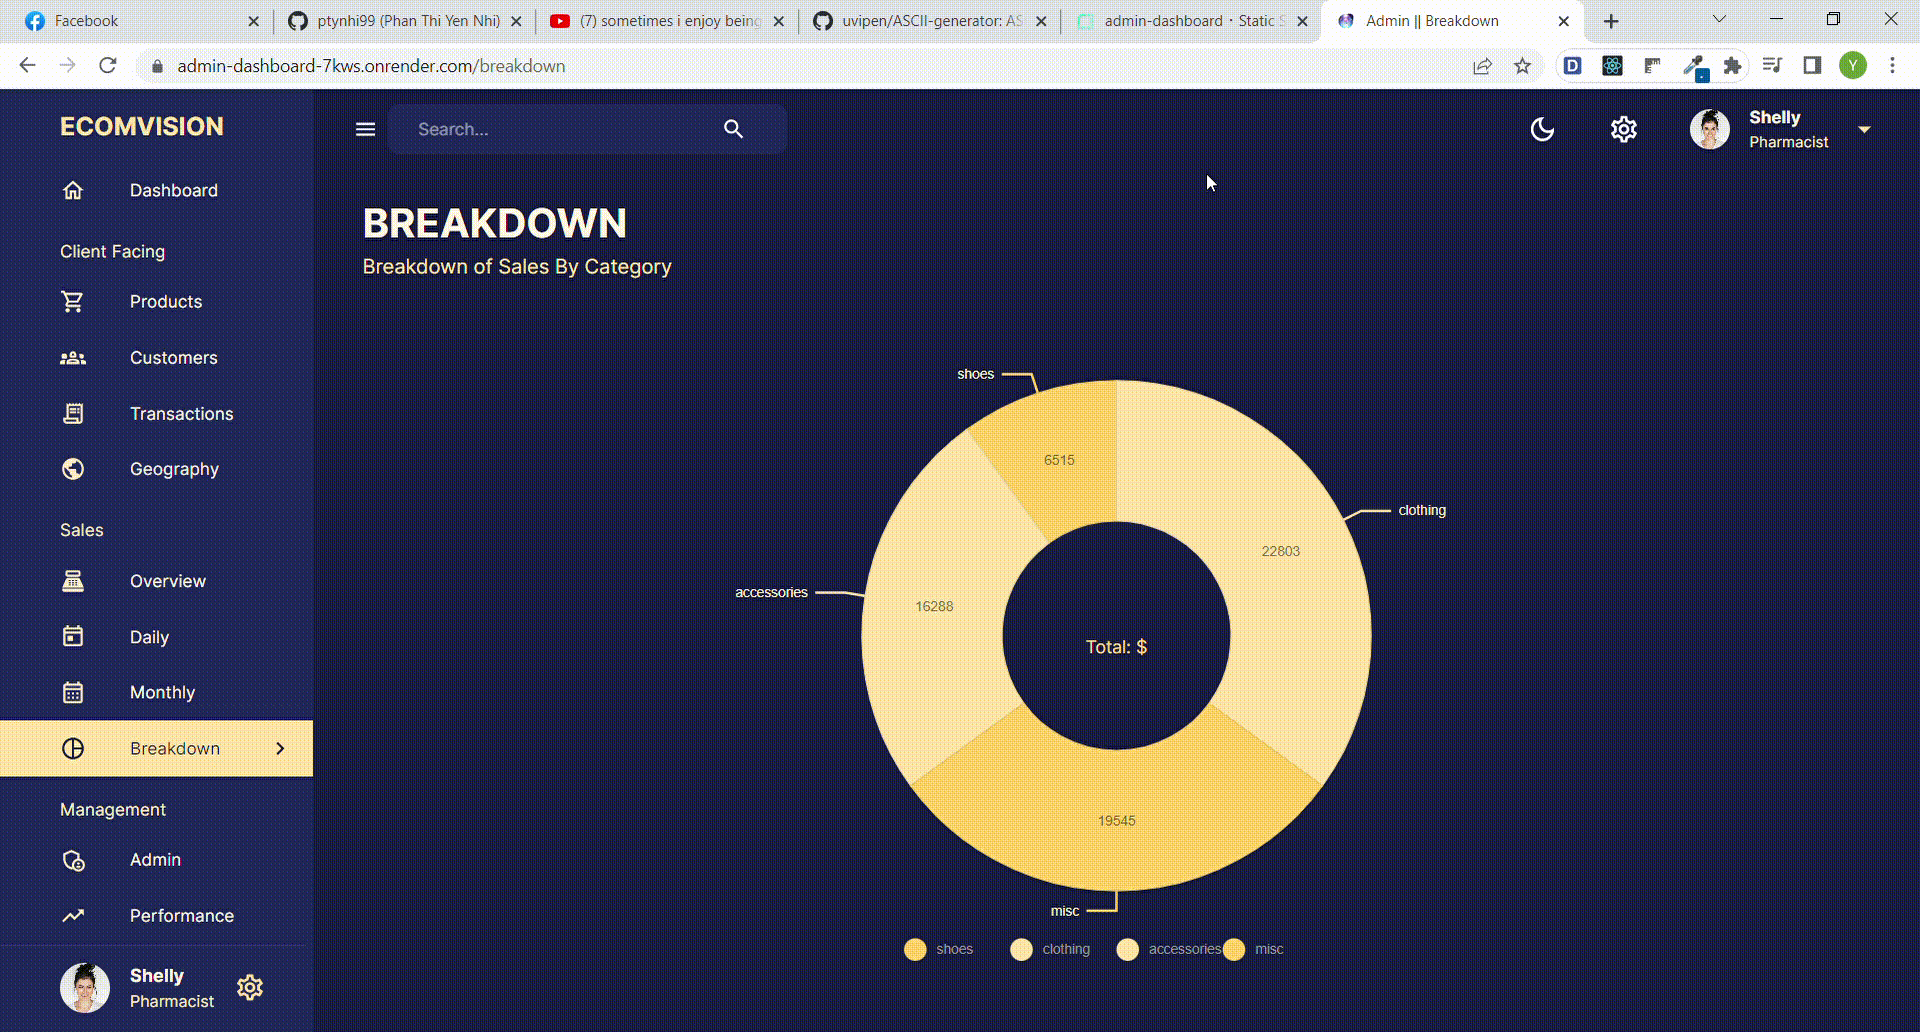 Facebook
ptynhi99 (Phan Thi Yen Nhi)
(7) sometimes i enjoy being
uvipen/ASCII-generator: AS
admin-dashboard · Static S
Admin || Breakdown
admin-dashboard-7kws.onrender.com/breakdown
Y
ECOMVISION
Search...
Shelly
Pharmacist
Dashboard
Client Facing
Products
Customers
Transactions
Geography
Sales
Overview
Daily
Monthly
Breakdown
Management
Admin
Performance
Shelly
Pharmacist
BREAKDOWN
Breakdown of Sales By Category
shoes
6515
clothing
22803
accessories
16288
Total: $
19545
misc
shoes
clothing
accessories
misc